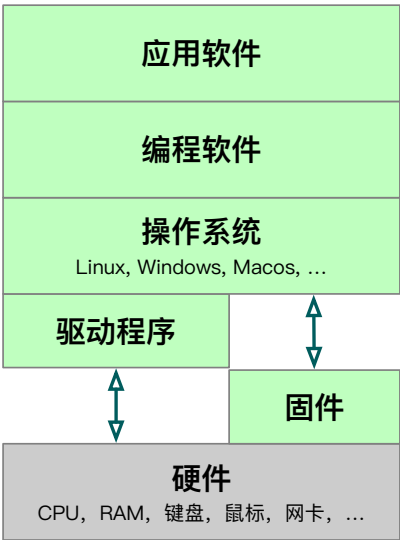 应用软件
编程软件
操作系统
Linux, Windows, Macos, …
驱动程序
固件
硬件
CPU，RAM，键盘，鼠标，网卡，…